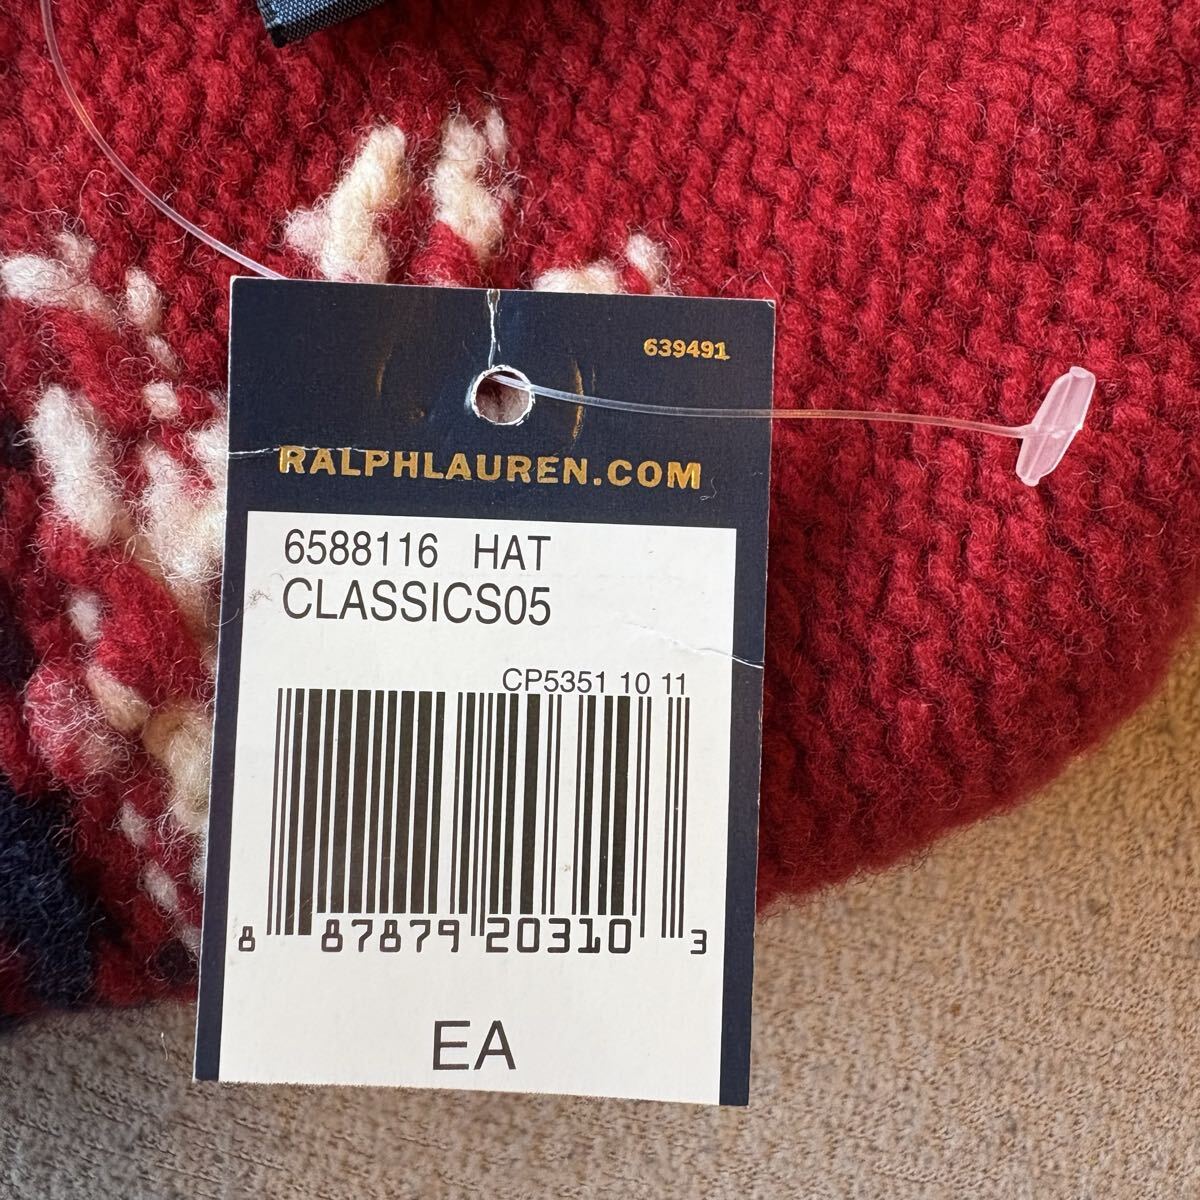 639491
RALPHLAUREN.COM
6588116 HAT
CLASSICS05
CP5351 10 11
8 87879 20310 3
EA